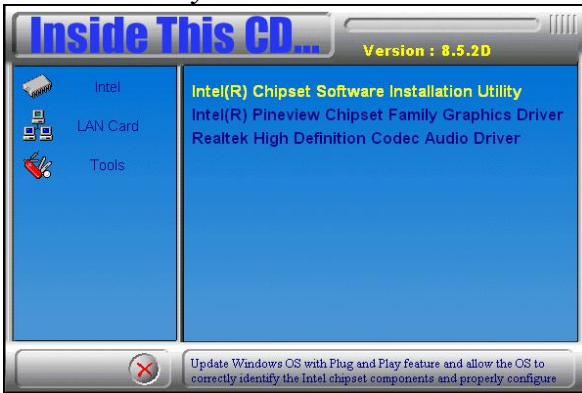 Inside This CD...
Version : 8.5.2D
Intel
LAN Card
Tools
Intel(R) Chipset Software Installation Utility
Intel(R) Pineview Chipset Family Graphics Driver
Realtek High Definition Codec Audio Driver
Update Windows OS with Plug and Play feature and allow the OS to
correctly identify the Intel chipset components and properly configure